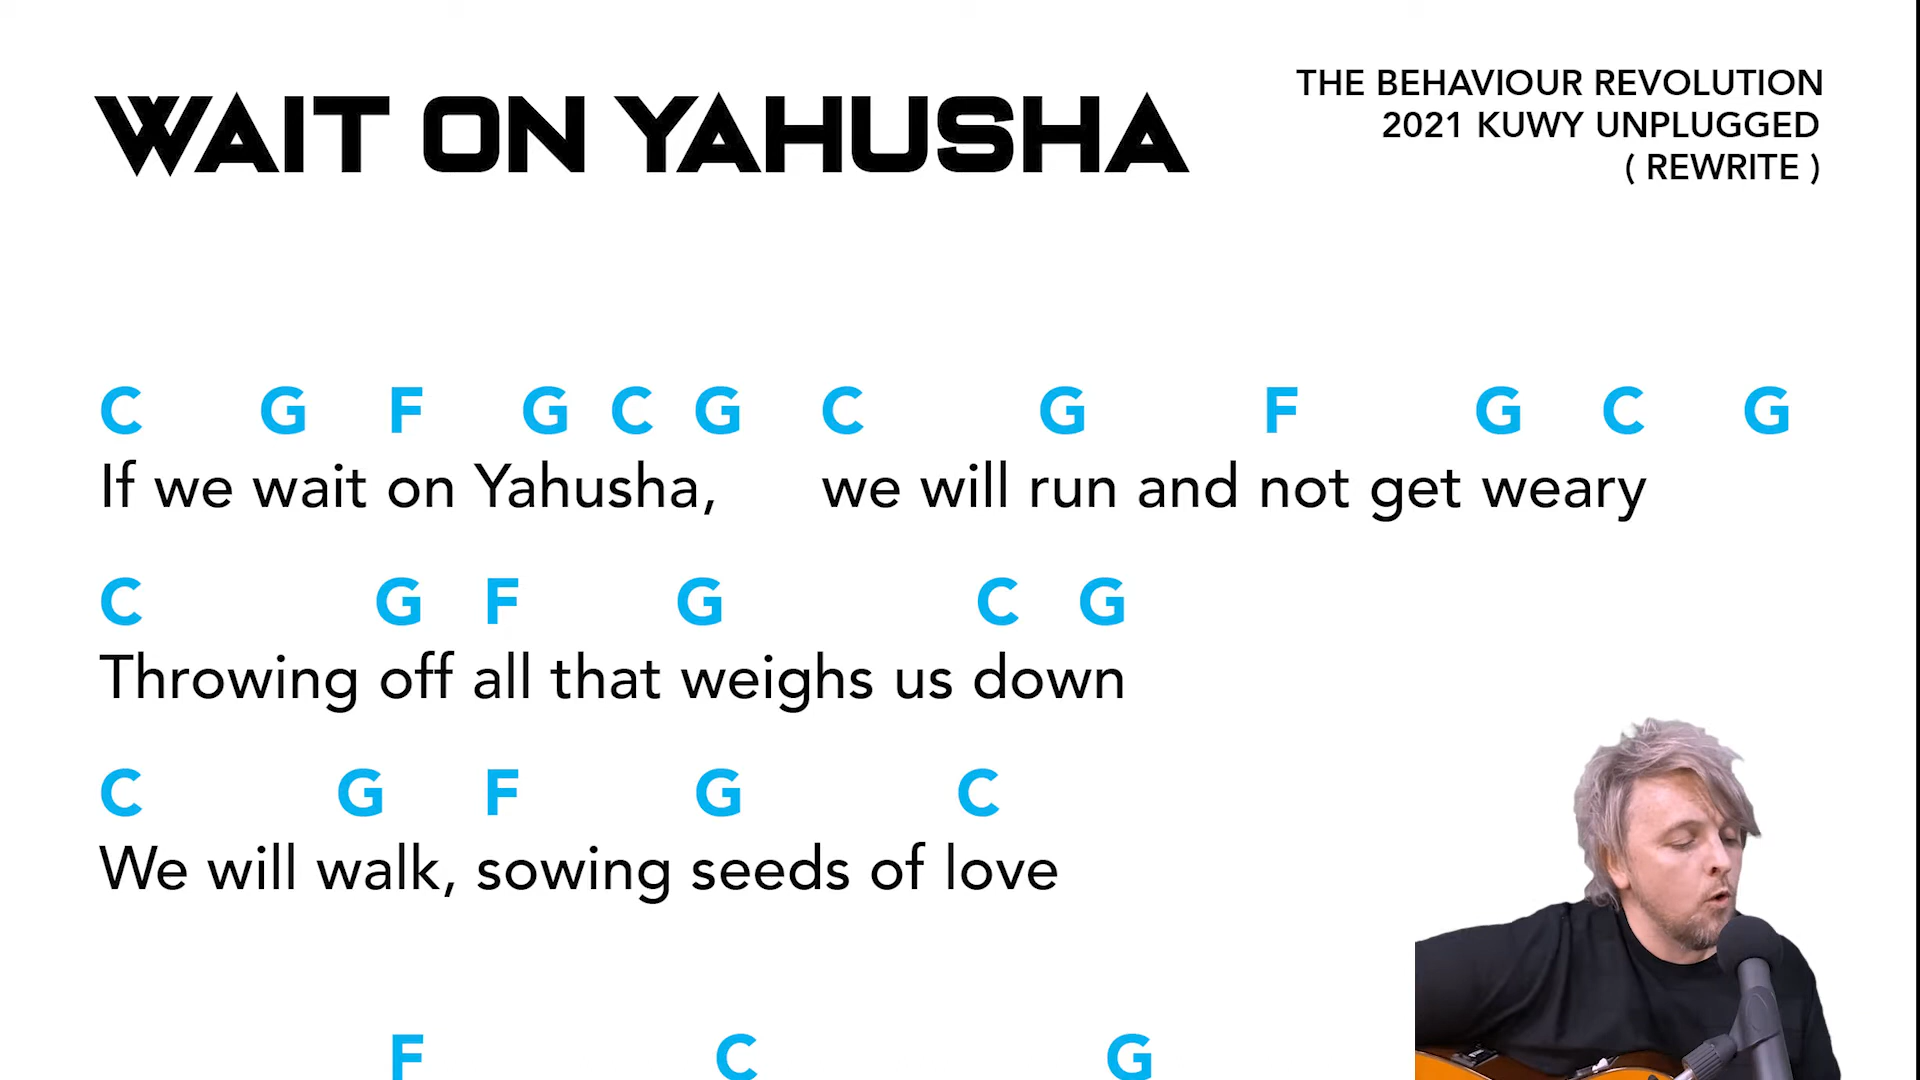 WAIT ON YAHUSHA
THE BEHAVIOUR REVOLUTION
2021 KUWY UNPLUGGED
( REWRITE )
C G F G C G C G F G C G
If we wait on Yahusha, we will run and not get weary
C G F G C G
Throwing off all that weighs us down
C G F G C
We will walk, sowing seeds of love
F C G